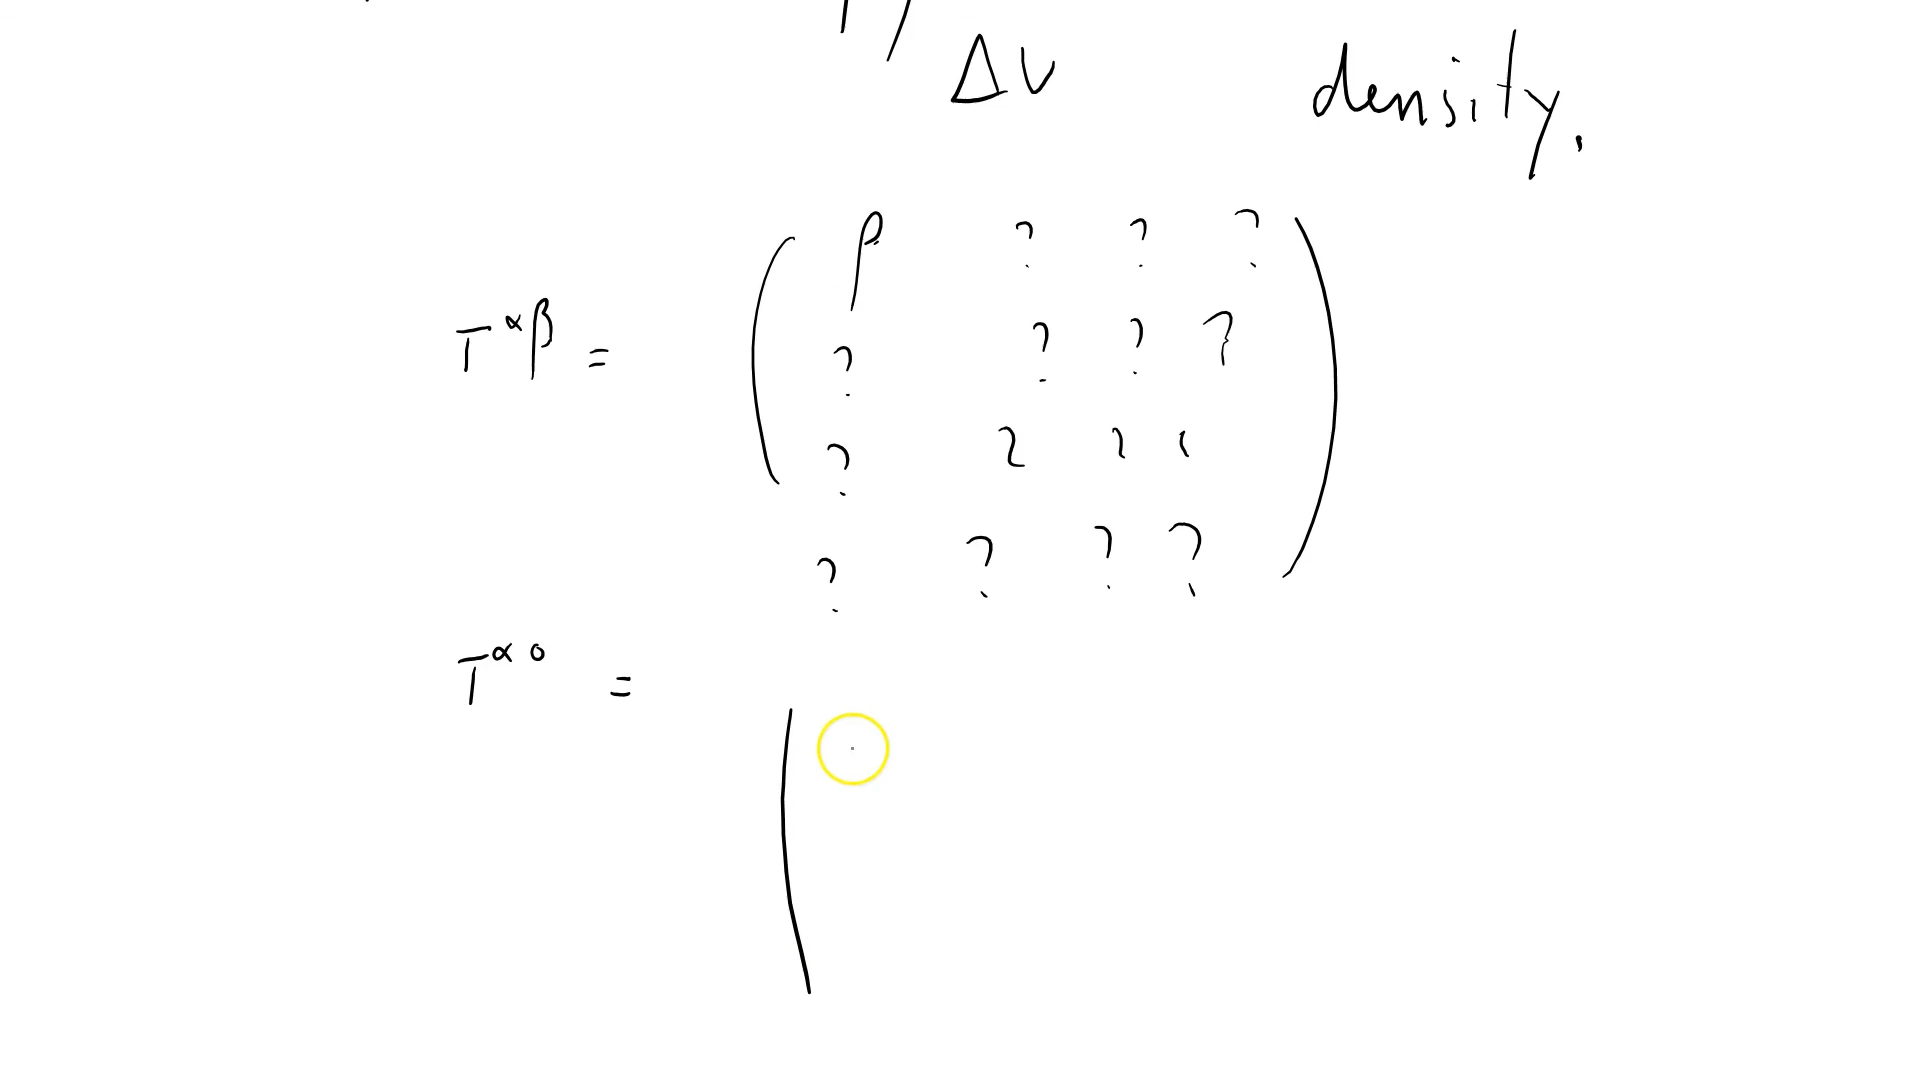 ΔV density.
ρ ? ? ?
T^αβ = ? ? ? ?
? ? ?
? ? ? ?
T^α0 =